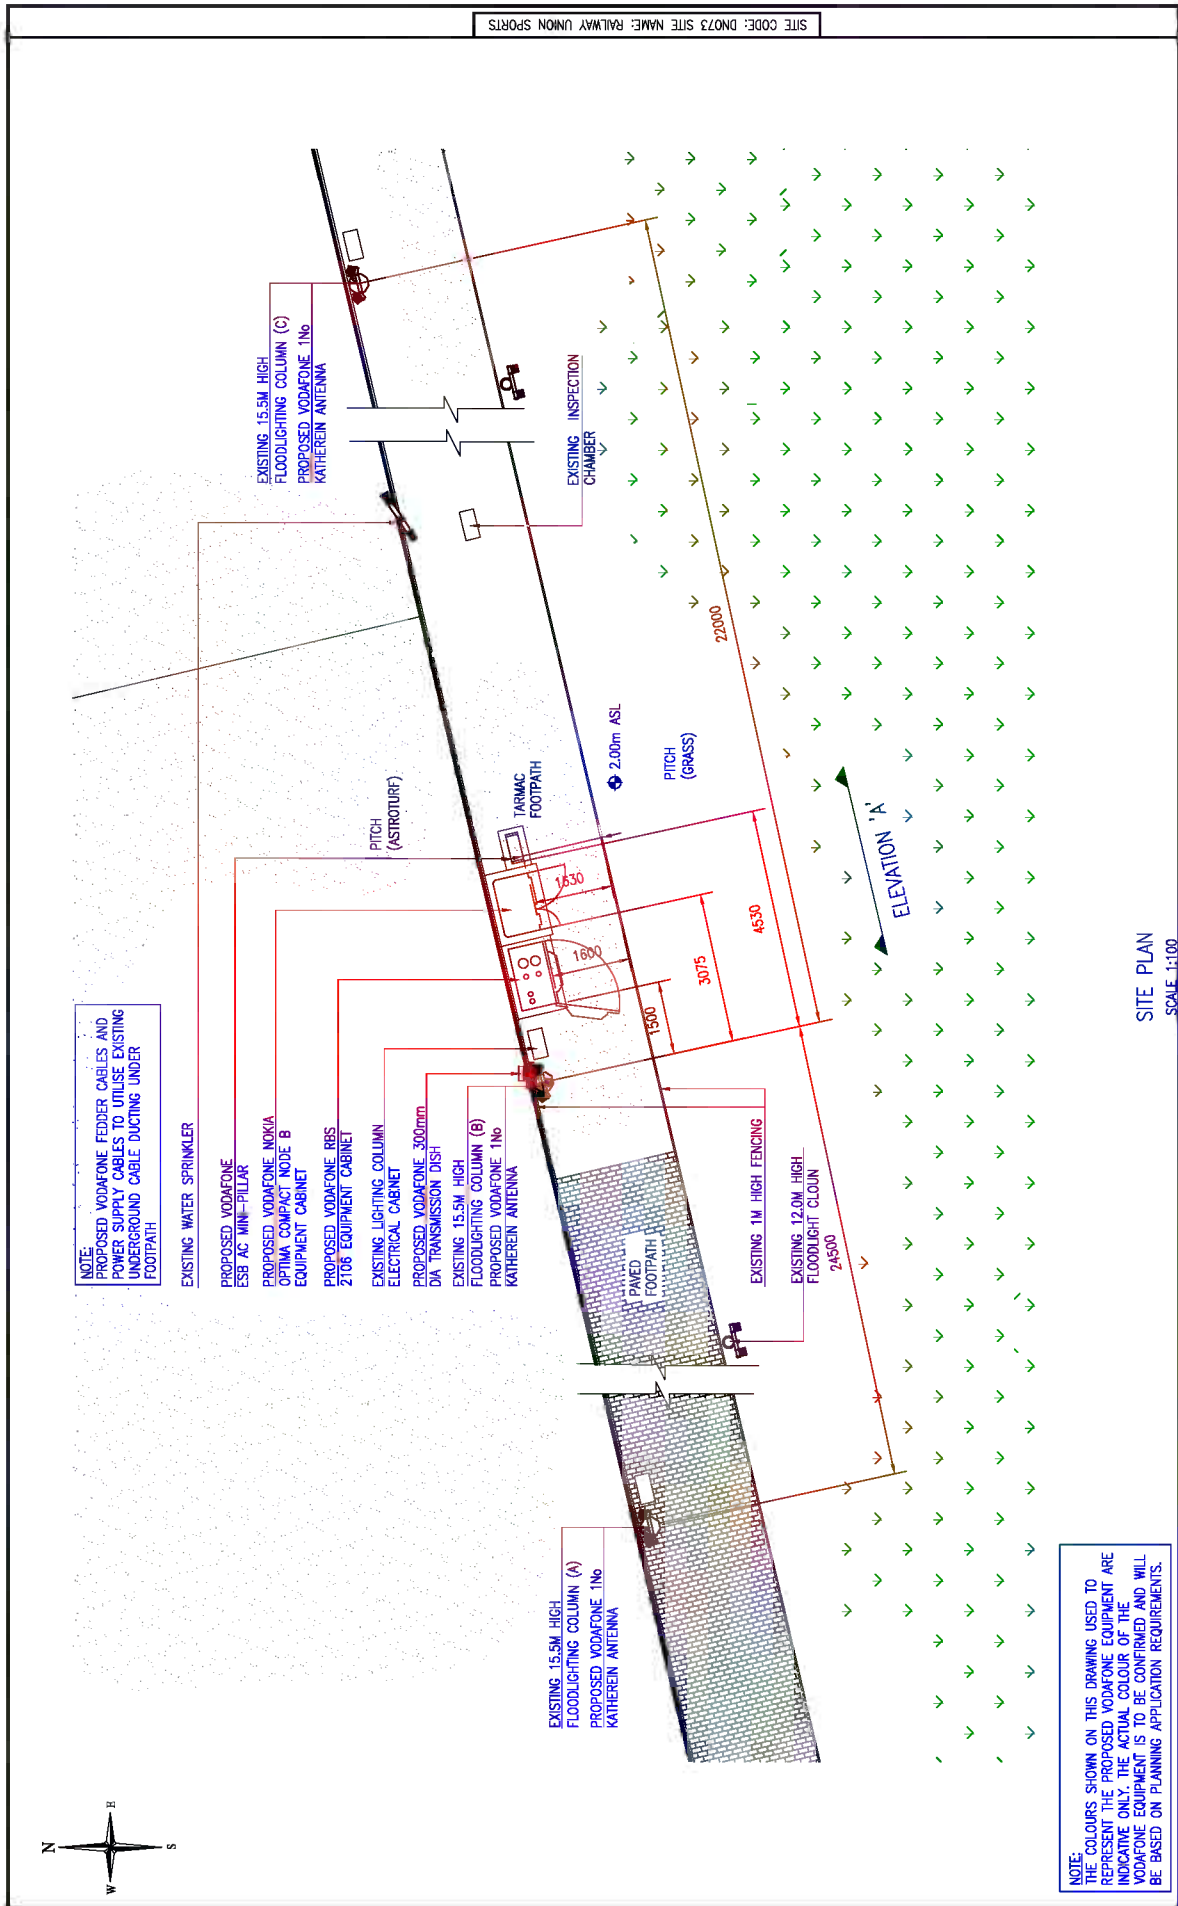 SITE CODE: DN073 SITE NAME: RAILWAY UNION SPORTS
NOTE:
PROPOSED VODAFONE FEDDER CABLES AND
POWER SUPPLY CABLES TO UTILISE EXISTING
UNDERGROUND CABLE DUCTING UNDER
FOOTPATH
EXISTING WATER SPRINKLER
PROPOSED VODAFONE
ESB AC MINI-PILLAR
PROPOSED VODAFONE NOKIA
OPTIMA COMPACT NODE B
EQUIPMENT CABINET
PROPOSED VODAFONE RBS
2106 EQUIPMENT CABINET
EXISTING LIGHTING COLUMN
ELECTRICAL CABINET
PROPOSED VODAFONE 300mm
DIA TRANSMISSION DISH
EXISTING 15.5M HIGH
FLOODLIGHTING COLUMN (B)
PROPOSED VODAFONE 1No
KATHEREIN ANTENNA
EXISTING 15.5M HIGH
FLOODLIGHTING COLUMN (C)
PROPOSED VODAFONE 1No
KATHEREIN ANTENNA
EXISTING INSPECTION
CHAMBER
PITCH
(ASTROTURF)
TARMAC
FOOTPATH
2.00m ASL
PITCH
(GRASS)
22000
1530
1600
4530
3075
1500
ELEVATION 'A'
PAVED
FOOTPATH
EXISTING 1M HIGH FENCING
EXISTING 12.0M HIGH
FLOODLIGHT CLOUN
24500
EXISTING 15.5M HIGH
FLOODLIGHTING COLUMN (A)
PROPOSED VODAFONE 1No
KATHEREIN ANTENNA
SITE PLAN
SCALE 1:100
N
E
S
W
NOTE:
THE COLOURS SHOWN ON THIS DRAWING USED TO
REPRESENT THE PROPOSED VODAFONE EQUIPMENT ARE
INDICATIVE ONLY. THE ACTUAL COLOUR OF THE
VODAFONE EQUIPMENT IS TO BE CONFIRMED AND WILL
BE BASED ON PLANNING APPLICATION REQUIREMENTS.